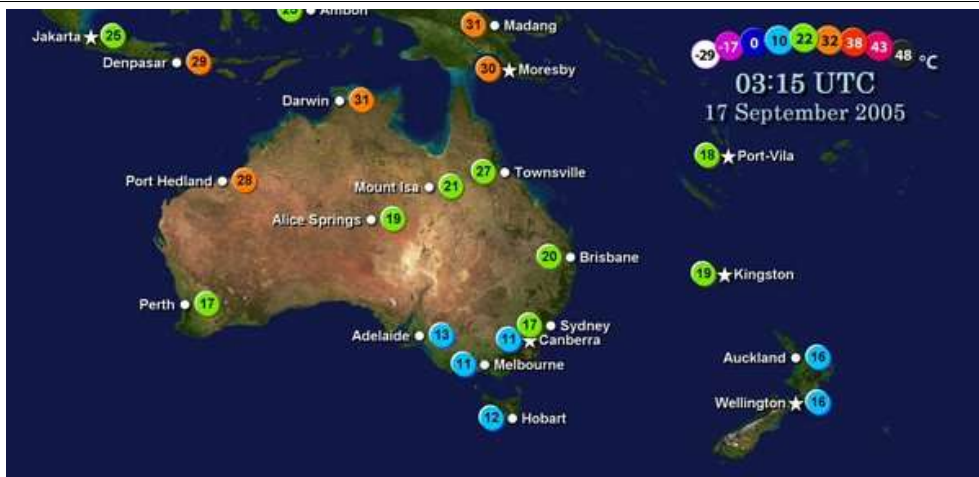 25 Ambon
Jakarta 25
31 Madang
Denpasar 29
30 Moresby
-29 -17 0 10 22 32 38 43 48 °C
03:15 UTC
17 September 2005
Darwin 31
18 Port-Vila
27 Townsville
Port Hedland 28
Mount Isa 21
Alice Springs 19
20 Brisbane
19 Kingston
Perth 17
17 Sydney
Adelaide 13
11 Canberra
Auckland 16
11 Melbourne
Wellington 16
12 Hobart